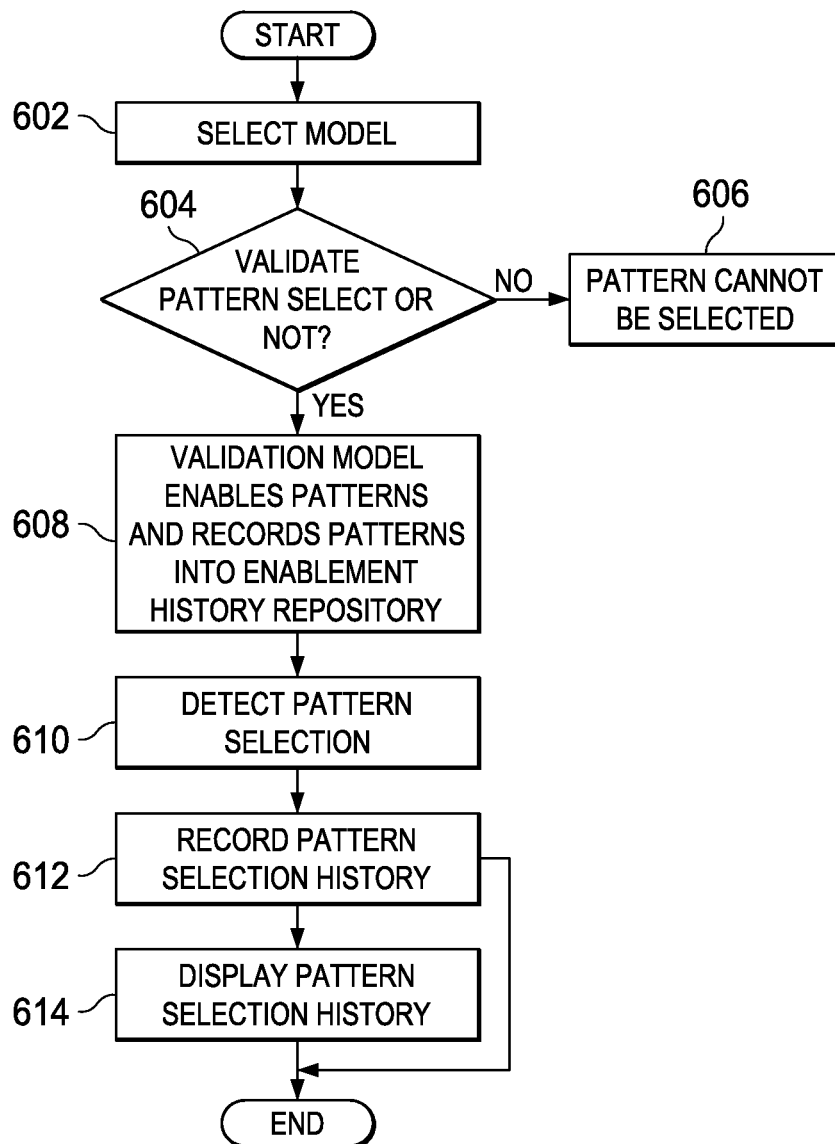 START
602
SELECT MODEL
604
VALIDATE
PATTERN SELECT OR
NOT?
NO
606
PATTERN CANNOT
BE SELECTED
YES
608
VALIDATION MODEL
ENABLES PATTERNS
AND RECORDS PATTERNS
INTO ENABLEMENT
HISTORY REPOSITORY
610
DETECT PATTERN
SELECTION
612
RECORD PATTERN
SELECTION HISTORY
614
DISPLAY PATTERN
SELECTION HISTORY
END